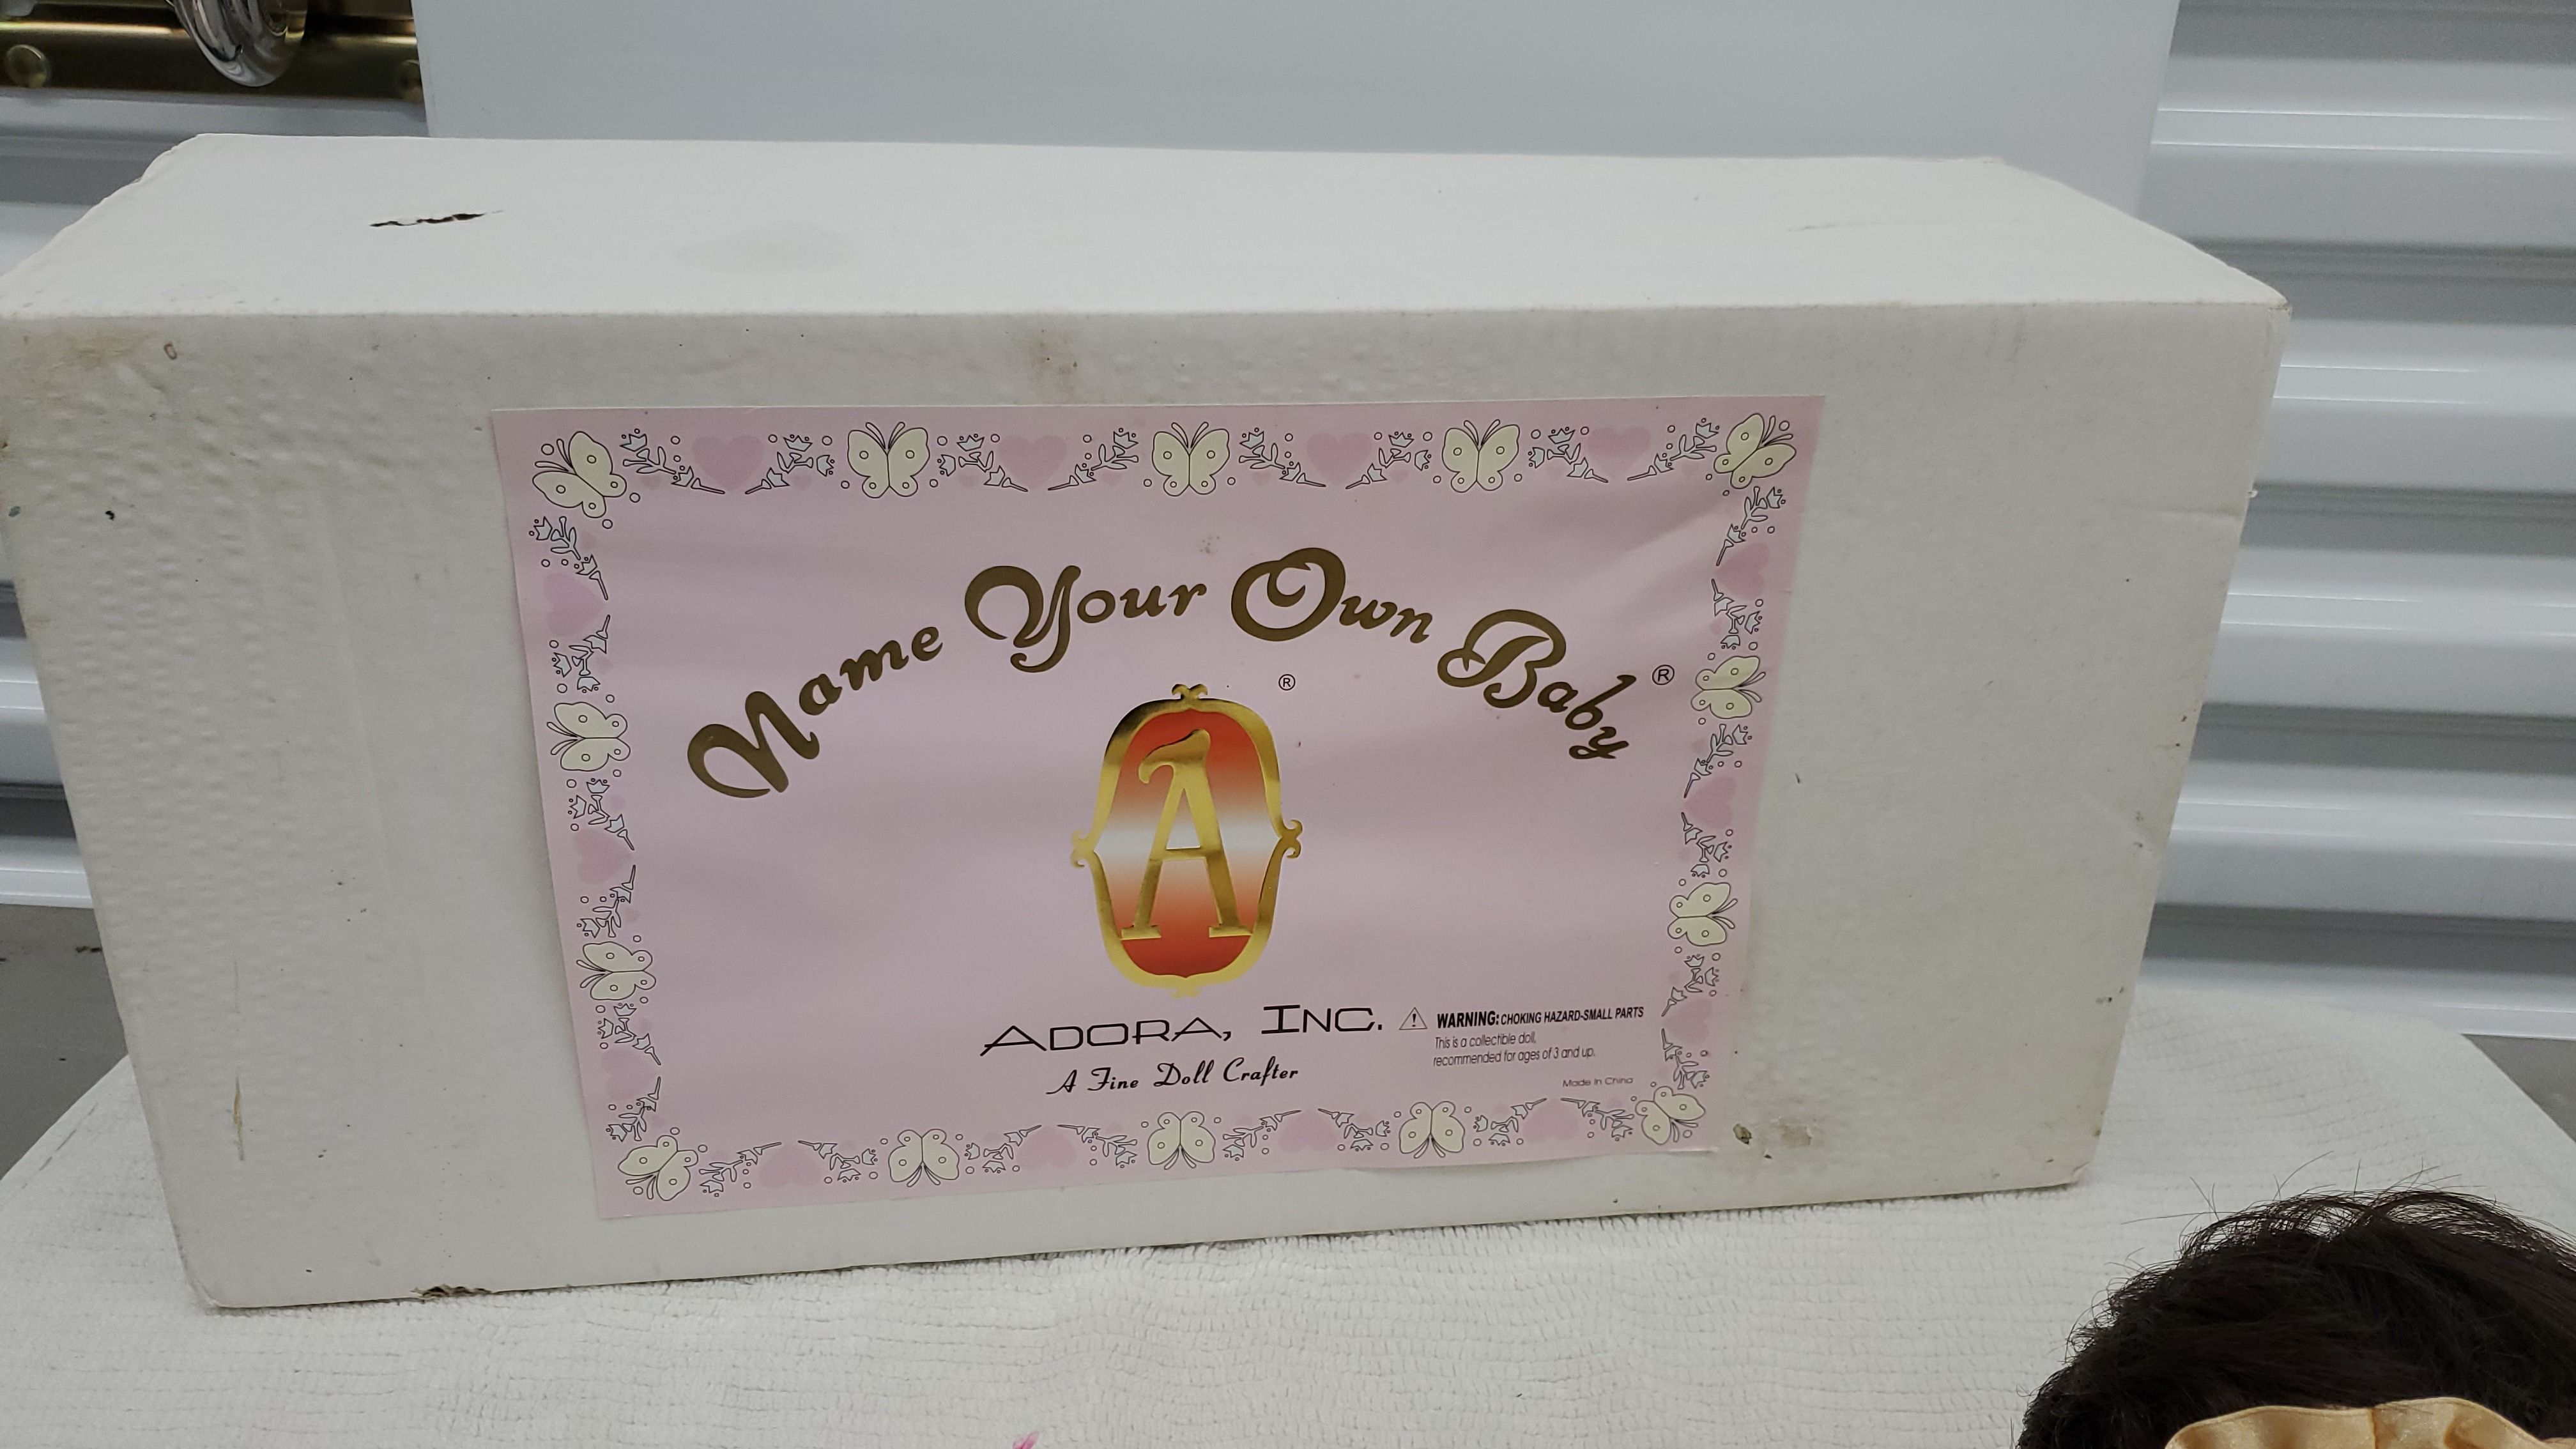 Name Your Own Baby ®
®
A
ADORA, INC.
A Fine Doll Crafter
⚠ WARNING: CHOKING HAZARD-SMALL PARTS
This is a collectible doll,
recommended for ages of 3 and up.
Made In China